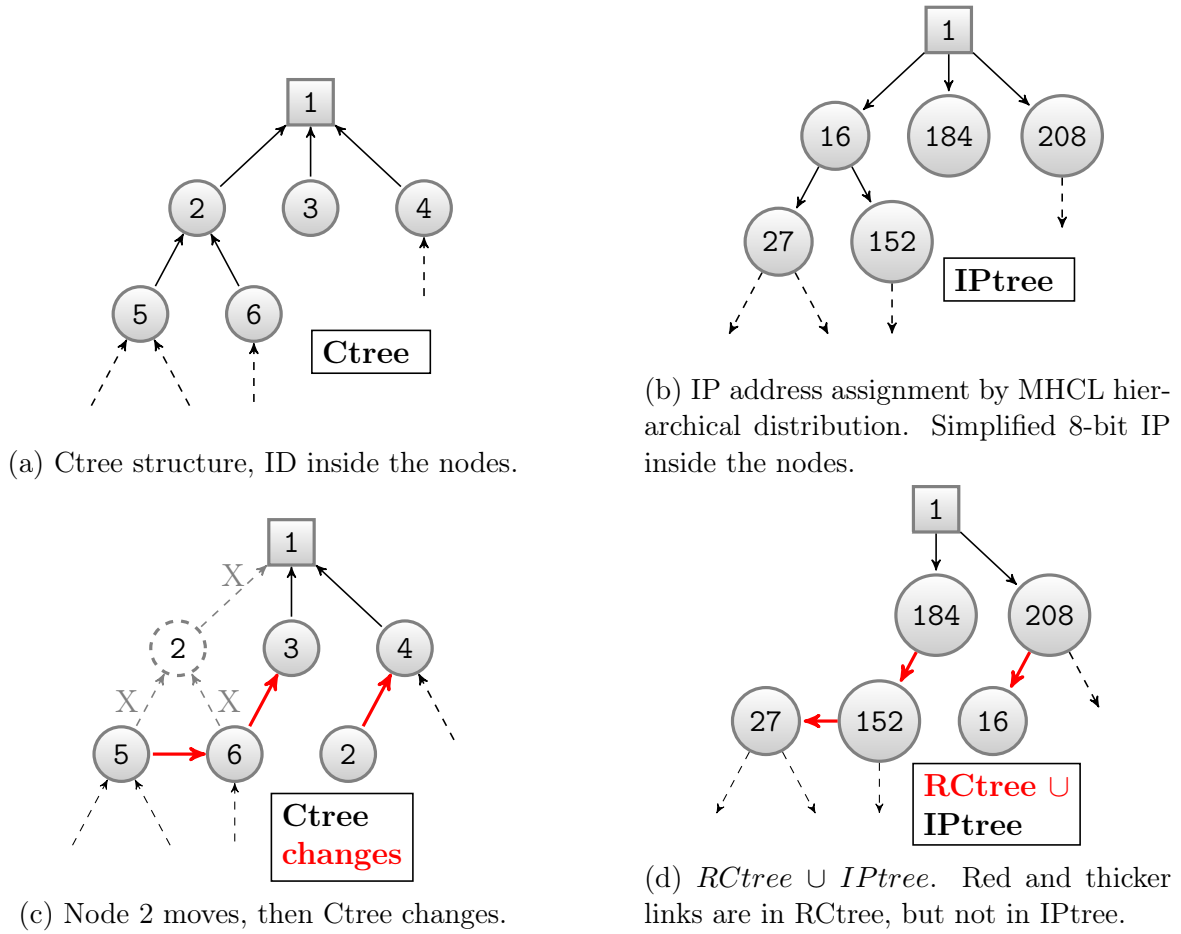 1
2
3
4
5
6
Ctree
(a) Ctree structure, ID inside the nodes.
1
16
184
208
27
152
IPtree
(b) IP address assignment by MHCL hier-
archical distribution. Simplified 8-bit IP
inside the nodes.
1
X
2
3
4
X
X
5
6
2
Ctree
changes
(c) Node 2 moves, then Ctree changes.
1
184
208
27
152
16
RCtree ∪
IPtree
(d) RCtree ∪ IPtree. Red and thicker
links are in RCtree, but not in IPtree.